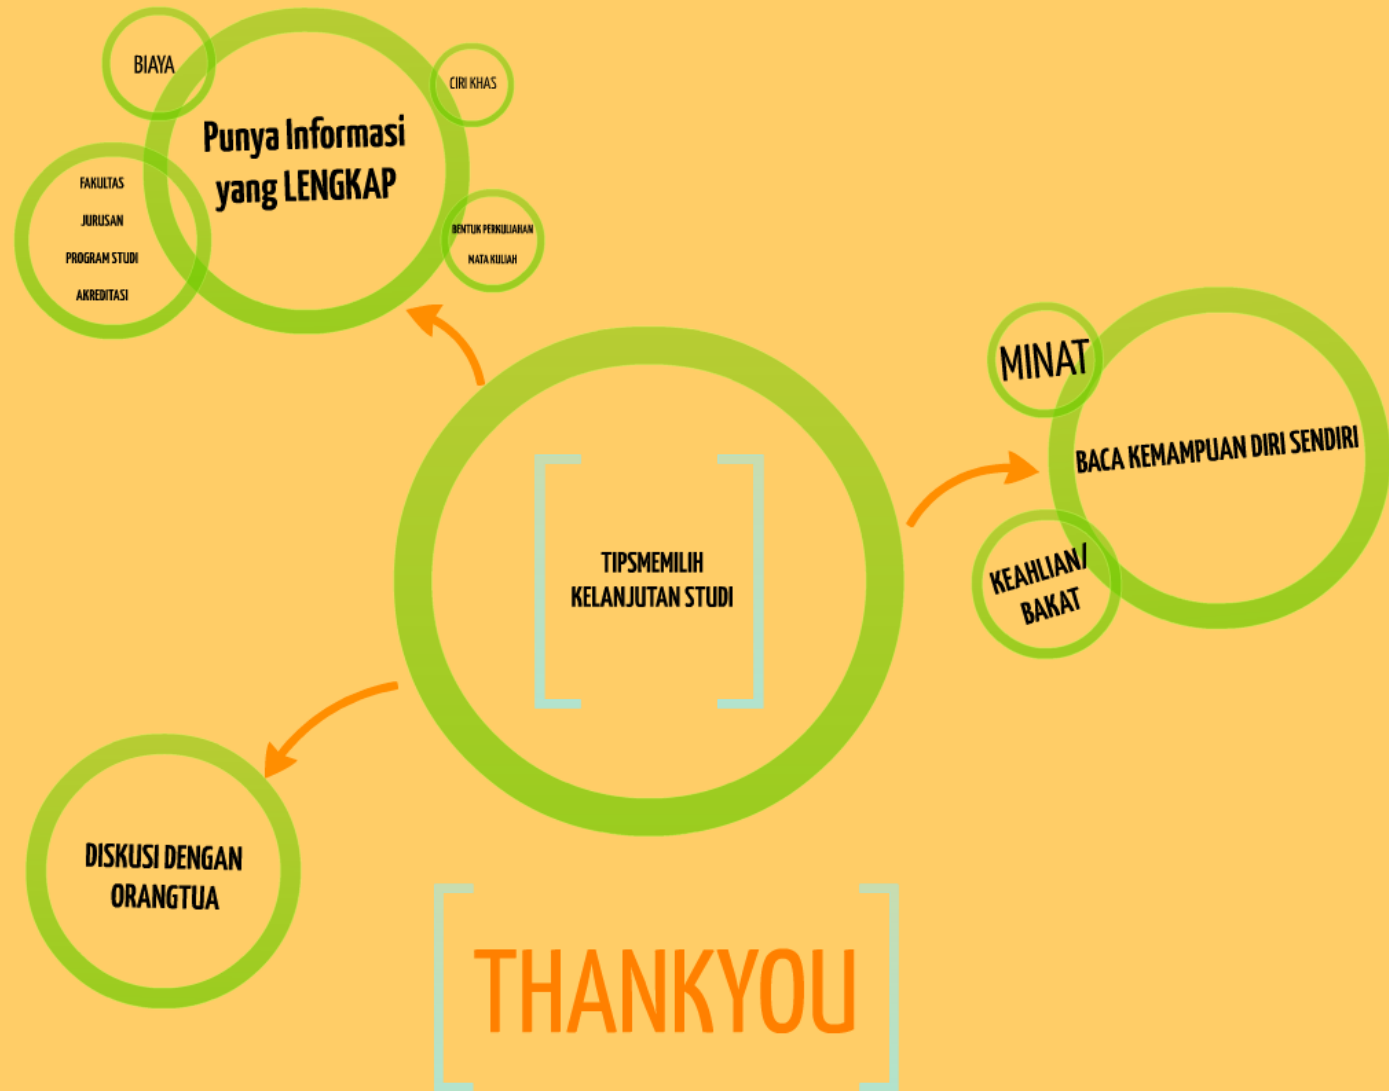 BIAYA
CIRI KHAS
Punya Informasi
yang LENGKAP
FAKULTAS
JURUSAN
PROGRAM STUDI
AKREDITASI
BENTUK PERKULIAHAN
MATA KULIAH
MINAT
BACA KEMAMPUAN DIRI SENDIRI
KEAHLIAN/
BAKAT
TIPSMEMILIH
KELANJUTAN STUDI
DISKUSI DENGAN
ORANGTUA
THANKYOU